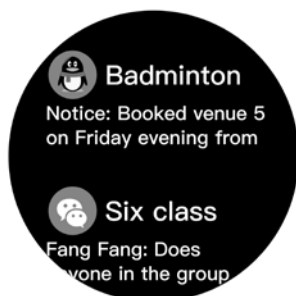 Badminton
Notice: Booked venue 5
on Friday evening from
Six class
Fang Fang: Does
in the group